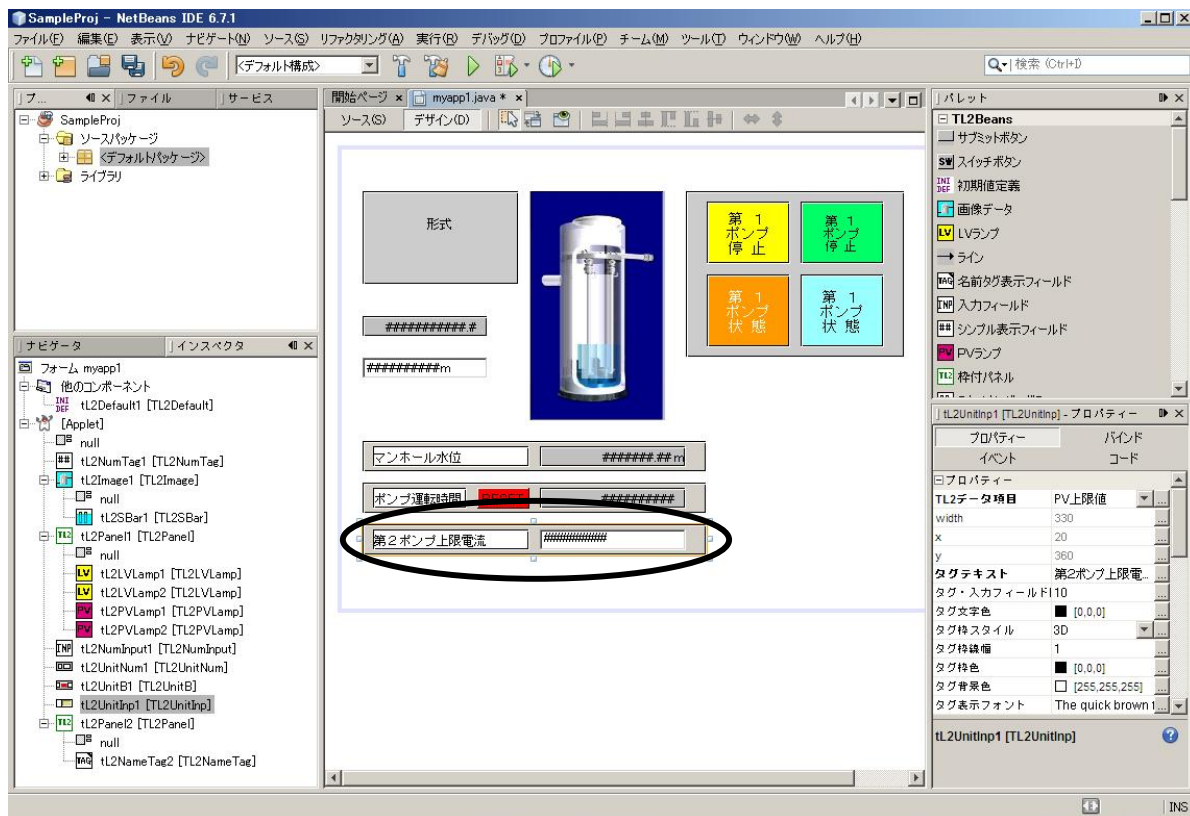 SampleProj - NetBeans IDE 6.7.1
ファイル(F) 編集(E) 表示(V) ナビゲート(N) ソース(S) リファクタリング(A) 実行(R) デバッグ(D) プロファイル(P) チーム(M) ツール(T) ウィンドウ(W) ヘルプ(H)
<デフォルト構成>
検索 (Ctrl+I)
プ... ファイル サービス
SampleProj
ソースパッケージ
<デフォルトパッケージ>
ライブラリ
ナビゲータ インスペクタ
フォーム myapp1
他のコンポーネント
INI DEF tL2Default1 [TL2Default]
[Applet]
null
## tL2NumTag1 [TL2NumTag]
tL2Image1 [TL2Image]
null
tL2SBar1 [TL2SBar]
TL2 tL2Panel1 [TL2Panel]
null
LV tL2LVLamp1 [TL2LVLamp]
LV tL2LVLamp2 [TL2LVLamp]
PV tL2PVLamp1 [TL2PVLamp]
PV tL2PVLamp2 [TL2PVLamp]
INP tL2NumInput1 [TL2NumInput]
tL2UnitNum1 [TL2UnitNum]
tL2UnitB1 [TL2UnitB]
tL2UnitInp1 [TL2UnitInp]
TL2 tL2Panel2 [TL2Panel]
null
TAG tL2NameTag2 [TL2NameTag]
開始ページ myapp1.java *
ソース(S) デザイン(D)
形式
###########.#
##########m
第 1
ポンプ
停 止
第 1
ポンプ
停 止
第 1
ポンプ
状 態
第 1
ポンプ
状 態
マンホール水位 #######.## m
ポンプ運転時間 RESET ##########
第2ポンプ上限電流 ##########
パレット
TL2Beans
サブミットボタン
SW スイッチボタン
INI DEF 初期値定義
画像データ
LV LVランプ
ライン
TAG 名前タグ表示フィールド
INP 入力フィールド
## シンプル表示フィールド
PV PVランプ
TL2 枠付パネル
tL2UnitInp1 [TL2UnitInp] - プロパティー
プロパティー バインド
イベント コード
プロパティー
TL2データ項目 PV上限値
width 330
x 20
y 360
タグテキスト 第2ポンプ上限電...
タグ・入力フィールド 10
タグ文字色 [0,0,0]
タグ枠スタイル 3D
タグ枠線幅 1
タグ枠色 [0,0,0]
タグ背景色 [255,255,255]
タグ表示フォント The quick brown
tL2UnitInp1 [TL2UnitInp]
INS